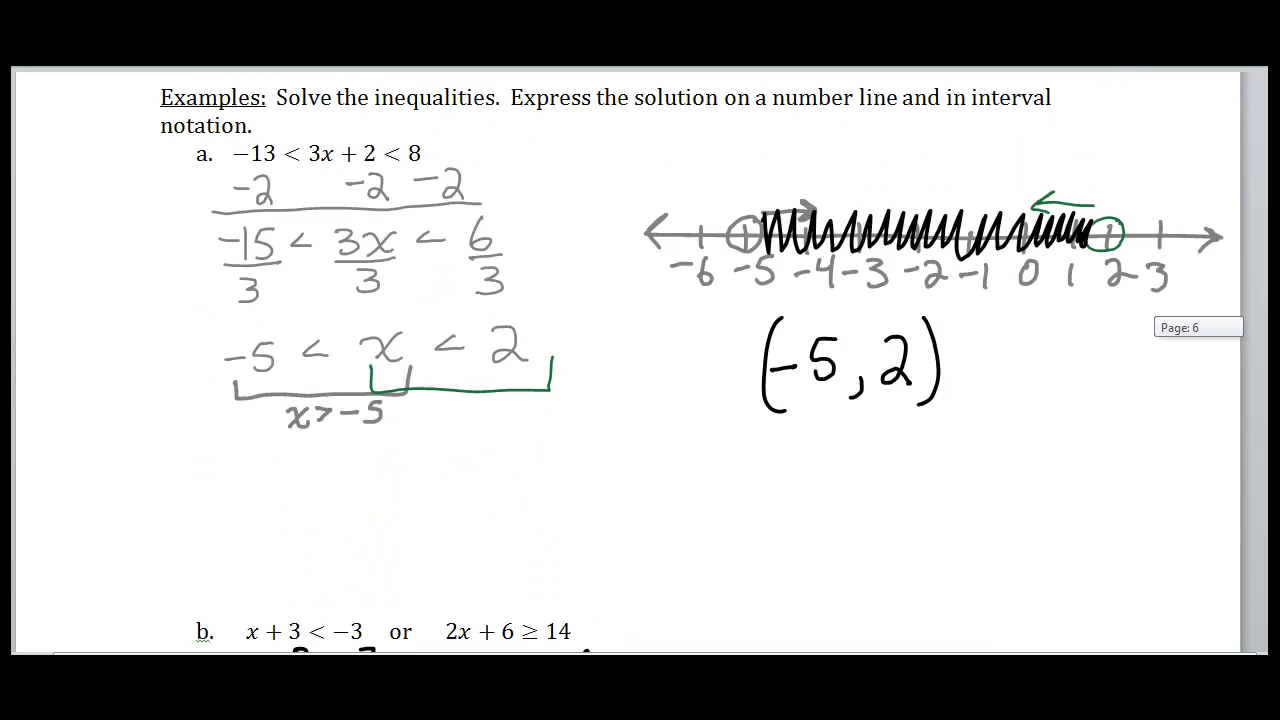 Examples: Solve the inequalities. Express the solution on a number line and in interval
notation.
a. −13 < 3x + 2 < 8
-2 -2 -2
-15 < 3x < 6
3 3 3
-5 < x < 2
x > -5
-6 -5 -4 -3 -2 -1 0 1 2 3
(-5, 2)
Page: 6
b. x + 3 < −3 or 2x + 6 ≥ 14